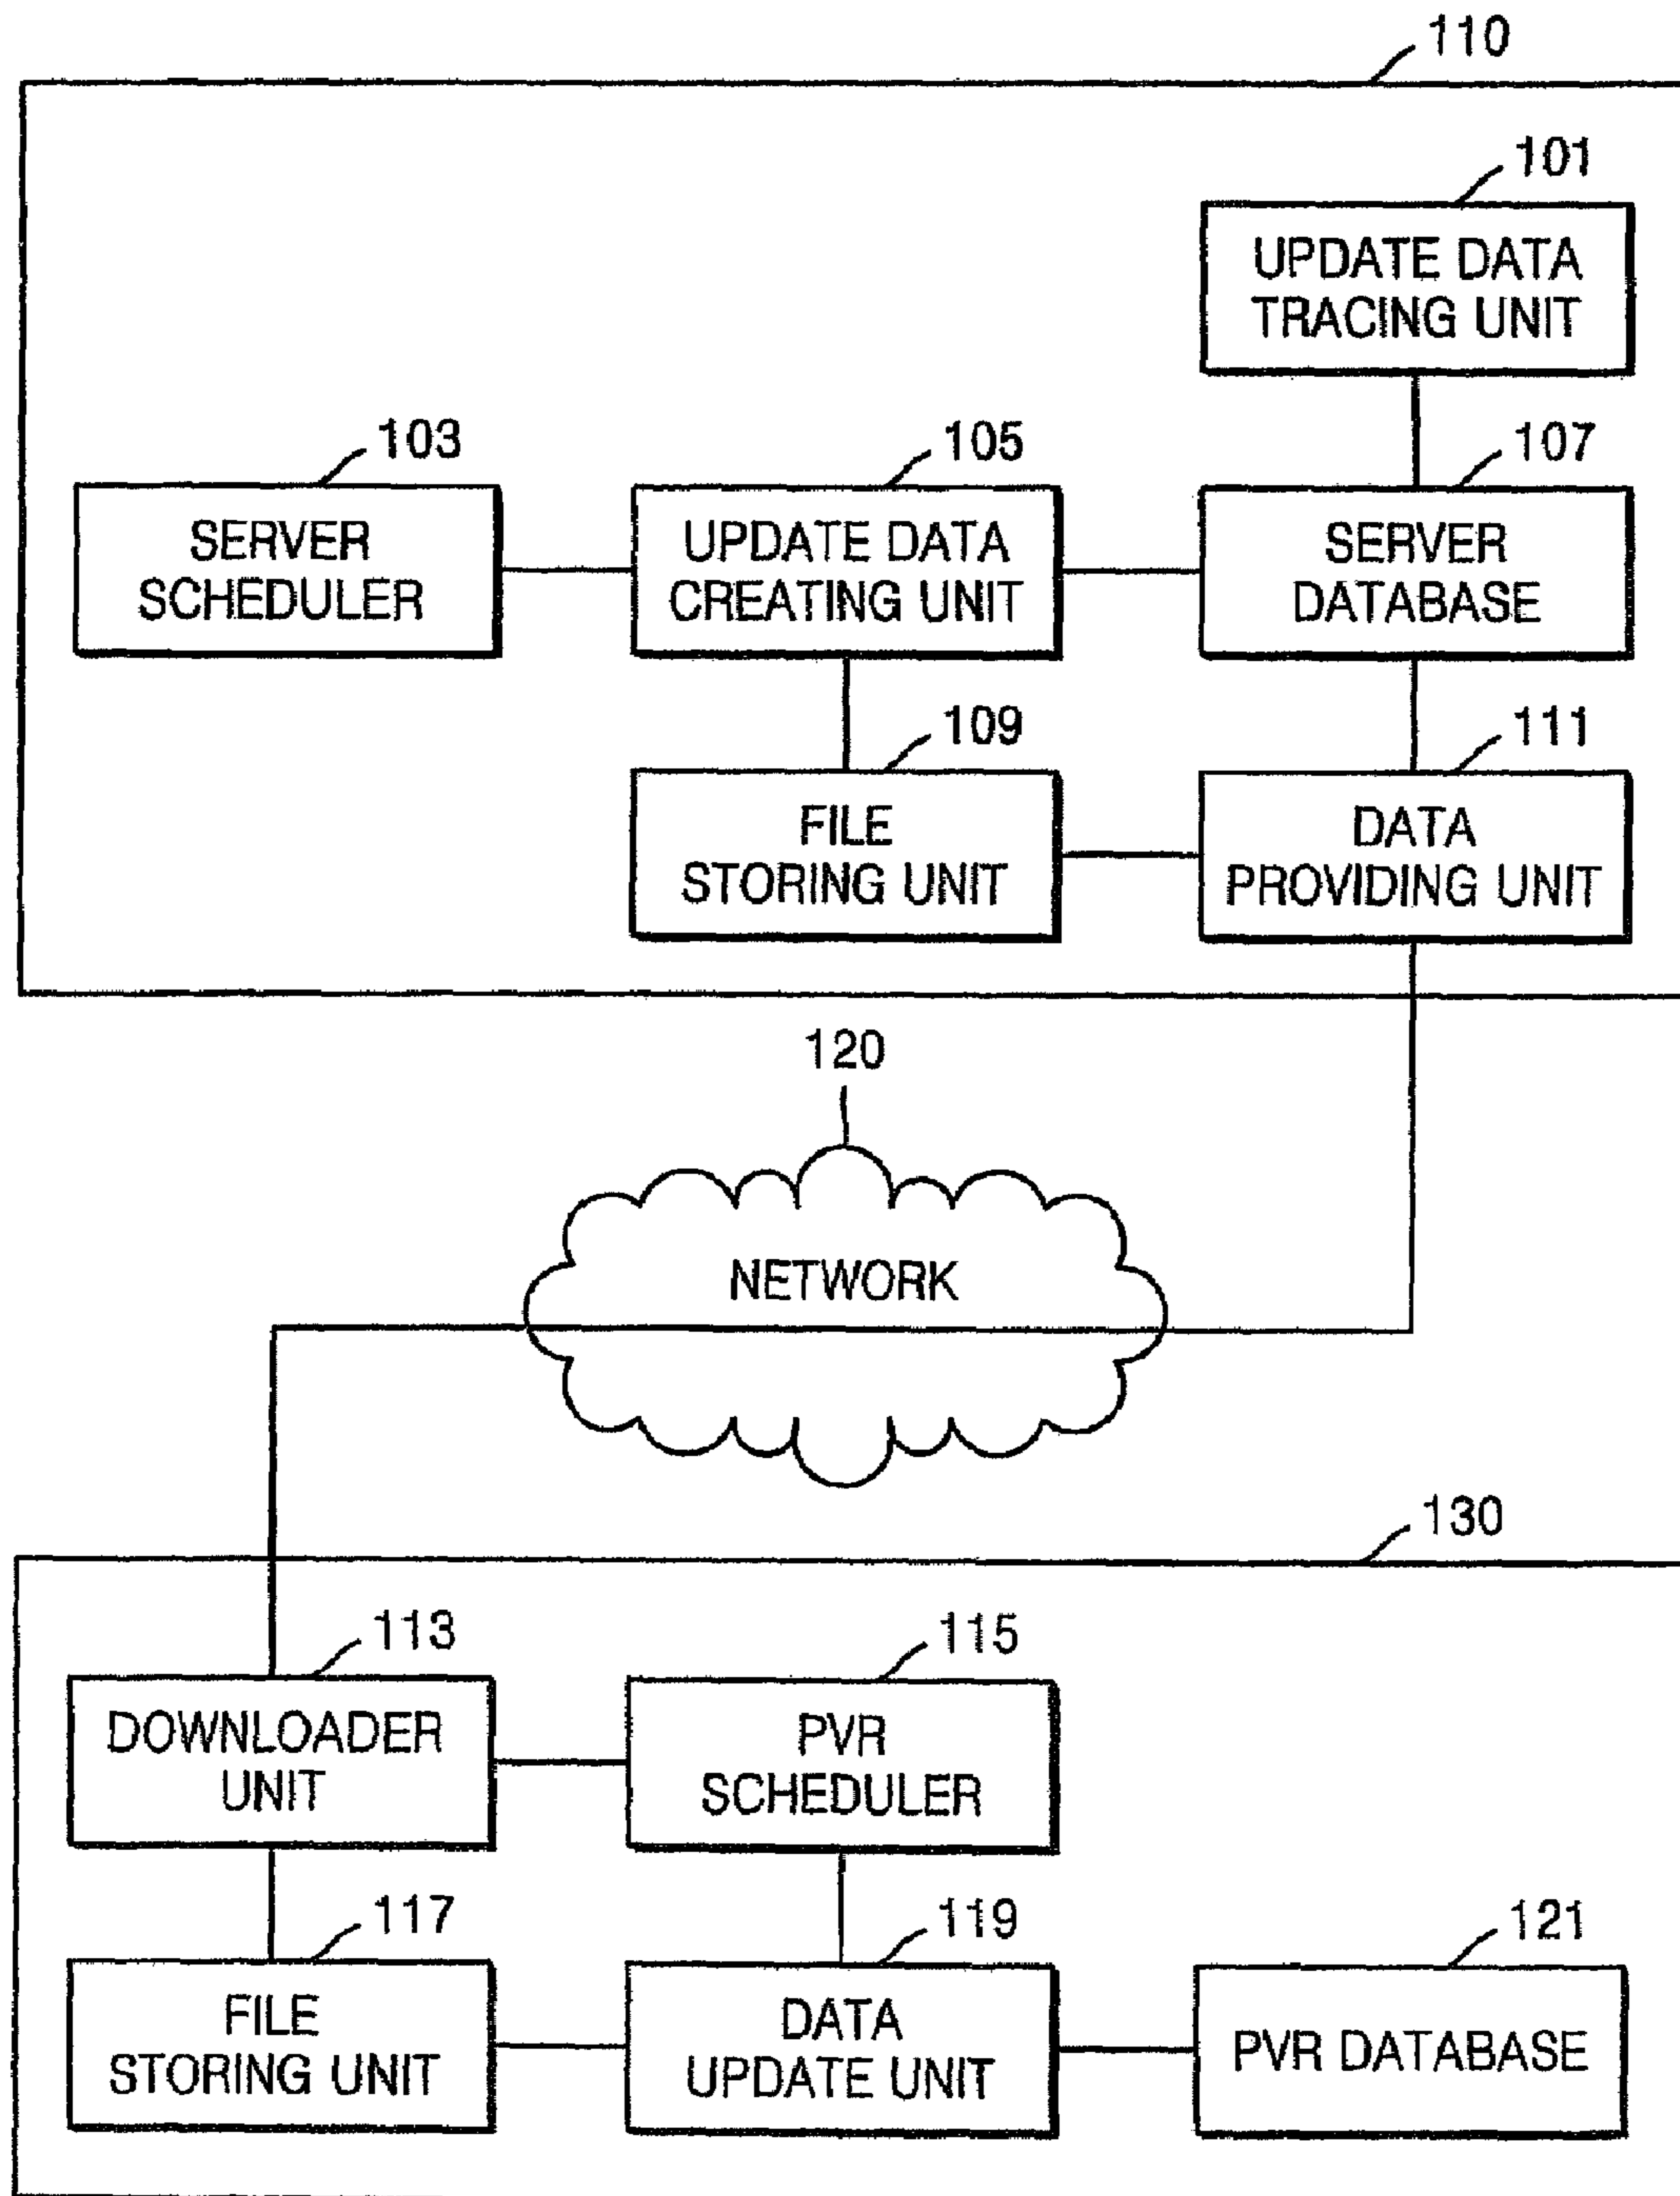 110
101
UPDATE DATA
TRACING UNIT
103
SERVER
SCHEDULER
105
UPDATE DATA
CREATING UNIT
107
SERVER
DATABASE
109
FILE
STORING UNIT
111
DATA
PROVIDING UNIT
120
NETWORK
130
113
DOWNLOADER
UNIT
115
PVR
SCHEDULER
117
FILE
STORING UNIT
119
DATA
UPDATE UNIT
121
PVR DATABASE